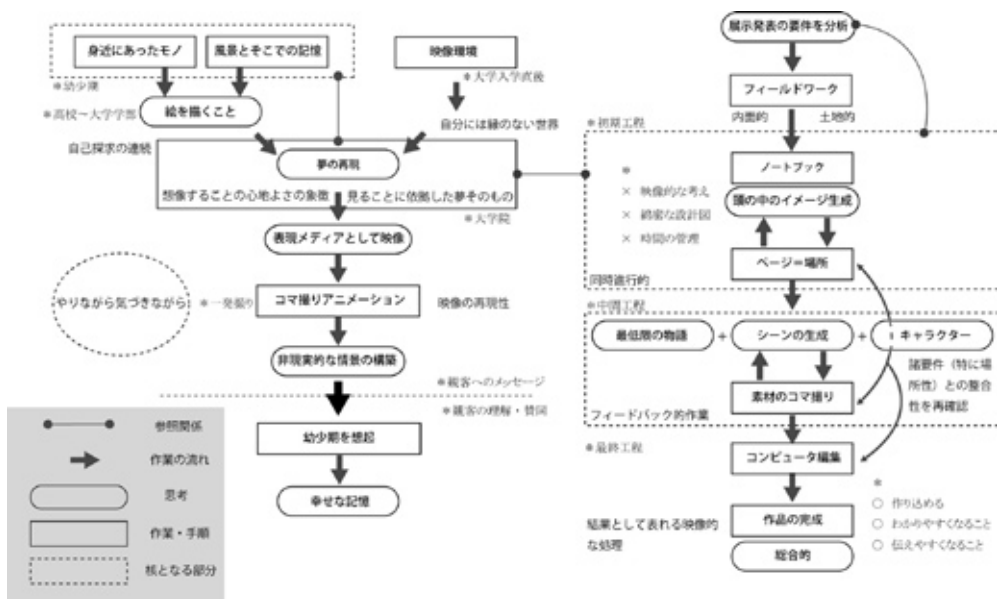 身近にあったモノ
風景とそこでの記憶
映像環境
＊幼少期
＊大学入学直後
＊高校〜大学学部
絵を描くこと
自分には縁のない世界
自己探求の連続
夢の再現
想像することの心地よさの象徴
見ることに依拠した夢そのもの
＊大学院
表現メディアとして映像
やりながら気づきながら
＊一発撮り
コマ撮りアニメーション
映像の再現性
非現実的な情景の構築
＊観客へのメッセージ
＊観客の理解・賛同
幼少期を想起
幸せな記憶
参照関係
作業の流れ
思考
作業・手順
核となる部分
展示発表の要件を分析
フィールドワーク
内面的
土地的
＊初期工程
ノートブック
頭の中のイメージ生成
＊
× 映像的な考え
× 綿密な設計図
× 時間の管理
ページ＝場所
同時進行的
＊中間工程
最低限の物語
+
シーンの生成
+
キャラクター
諸要件（特に場
所性）との整合
性を再確認
素材のコマ撮り
フィードバック的作業
＊最終工程
コンピュータ編集
＊
○ 作り込める
○ わかりやすくなること
○ 伝えやすくなること
作品の完成
結果として表れる映像的
な処理
総合的